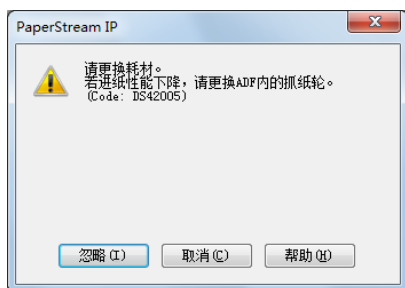 PaperStream IP
请更换耗材。
若进纸性能下降，请更换ADF内的抓纸轮。
(Code: DS42005)
忽略(I)
取消(C)
帮助(H)